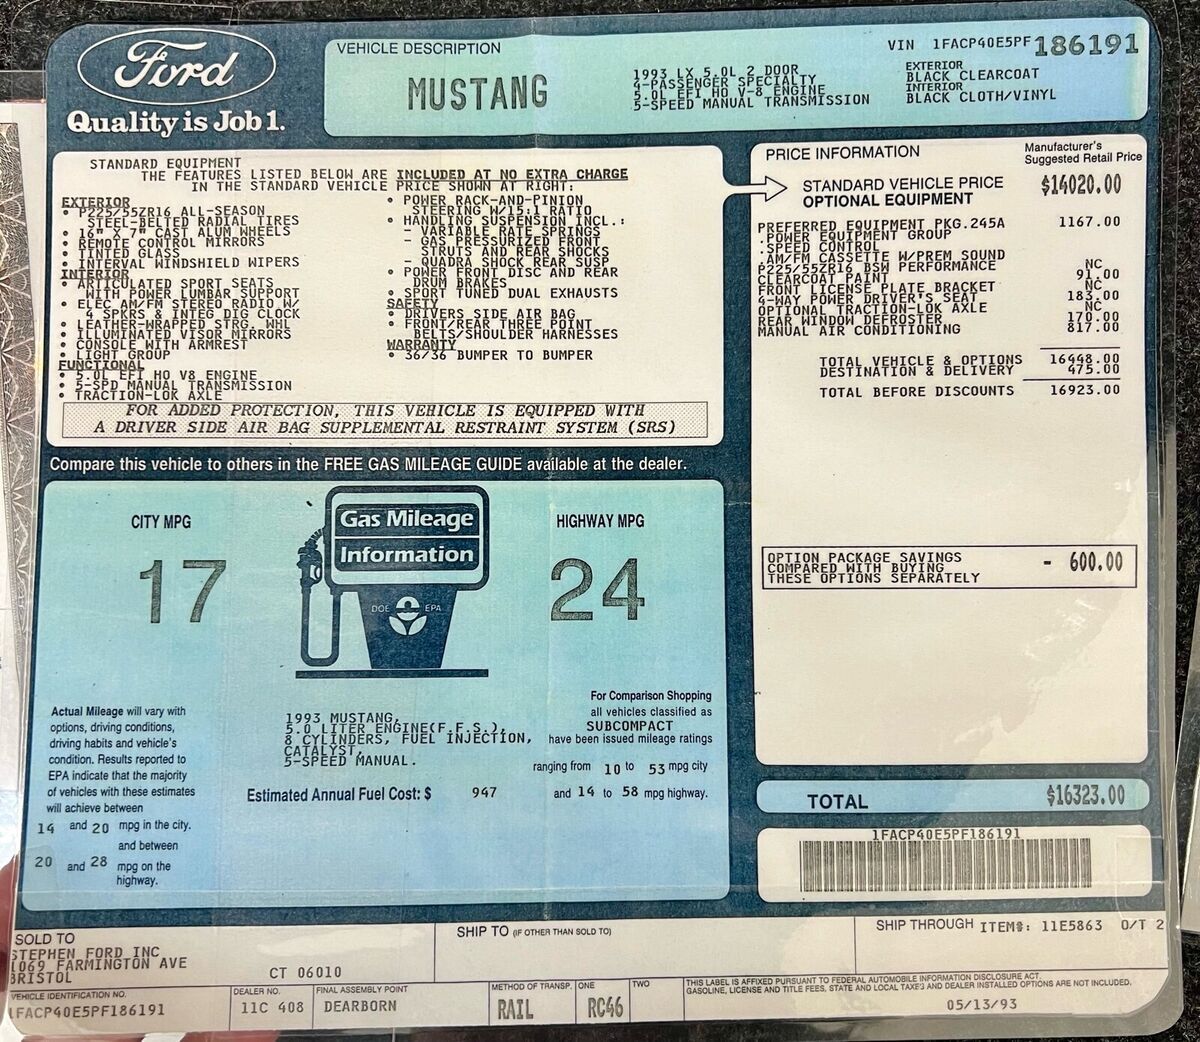 Ford
Quality is Job 1.
VEHICLE DESCRIPTION
MUSTANG
1993 LX 5.0L 2 DOOR
4-PASSENGER SPECIALTY
5.0L EFI HO V-8 ENGINE
5-SPEED MANUAL TRANSMISSION
VIN 1FACP40E5PF186191
EXTERIOR
BLACK CLEARCOAT
INTERIOR
BLACK CLOTH/VINYL
STANDARD EQUIPMENT
THE FEATURES LISTED BELOW ARE INCLUDED AT NO EXTRA CHARGE
IN THE STANDARD VEHICLE PRICE SHOWN AT RIGHT:
EXTERIOR
• P225/55ZR16 ALL-SEASON
STEEL-BELTED RADIAL TIRES
• 16" X 7" CAST ALUM WHEELS
• REMOTE CONTROL MIRRORS
• TINTED GLASS
• INTERVAL WINDSHIELD WIPERS
INTERIOR
• ARTICULATED SPORT SEATS
WITH POWER LUMBAR SUPPORT
• ELEC AM/FM STEREO RADIO W/
4 SPKRS & INTEG DIG CLOCK
• LEATHER-WRAPPED STRG. WHL
• ILLUMINATED VISOR MIRRORS
• CONSOLE WITH ARMREST
• LIGHT GROUP
FUNCTIONAL
• 5.0L EFI HO V8 ENGINE
• 5-SPD MANUAL TRANSMISSION
• TRACTION-LOK AXLE
• POWER RACK-AND-PINION
STEERING W/15:1 RATIO
• HANDLING SUSPENSION INCL.:
- VARIABLE RATE SPRINGS
- GAS PRESSURIZED FRONT
STRUTS AND REAR SHOCKS
- QUADRA SHOCK REAR SUSP
• POWER FRONT DISC AND REAR
DRUM BRAKES
• SPORT TUNED DUAL EXHAUSTS
SAFETY
• DRIVERS SIDE AIR BAG
• FRONT/REAR THREE POINT
BELTS/SHOULDER HARNESSES
WARRANTY
• 36/36 BUMPER TO BUMPER
FOR ADDED PROTECTION, THIS VEHICLE IS EQUIPPED WITH
A DRIVER SIDE AIR BAG SUPPLEMENTAL RESTRAINT SYSTEM (SRS)
PRICE INFORMATION
Manufacturer's
Suggested Retail Price
STANDARD VEHICLE PRICE $14020.00
OPTIONAL EQUIPMENT
PREFERRED EQUIPMENT PKG.245A 1167.00
.POWER EQUIPMENT GROUP
.SPEED CONTROL
.AM/FM CASSETTE W/PREM SOUND
P225/55ZR16 BSW PERFORMANCE NC
CLEARCOAT PAINT 91.00
FRONT LICENSE PLATE BRACKET NC
4-WAY POWER DRIVER'S SEAT 183.00
OPTIONAL TRACTION-LOK AXLE NC
REAR WINDOW DEFROSTER 170.00
MANUAL AIR CONDITIONING 817.00
TOTAL VEHICLE & OPTIONS 16448.00
DESTINATION & DELIVERY 475.00
TOTAL BEFORE DISCOUNTS 16923.00
OPTION PACKAGE SAVINGS
COMPARED WITH BUYING
THESE OPTIONS SEPARATELY - 600.00
TOTAL $16323.00
1FACP40E5PF186191
Compare this vehicle to others in the FREE GAS MILEAGE GUIDE available at the dealer.
CITY MPG
17
Gas Mileage
Information
DOE EPA
HIGHWAY MPG
24
Actual Mileage will vary with
options, driving conditions,
driving habits and vehicle's
condition. Results reported to
EPA indicate that the majority
of vehicles with these estimates
will achieve between
14 and 20 mpg in the city.
and between
20 and 28 mpg on the
highway.
1993 MUSTANG,
5.0 LITER ENGINE(F.F.S.),
8 CYLINDERS, FUEL INJECTION,
CATALYST,
5-SPEED MANUAL.
Estimated Annual Fuel Cost: $ 947
For Comparison Shopping
all vehicles classified as
SUBCOMPACT
have been issued mileage ratings
ranging from 10 to 53 mpg city
and 14 to 58 mpg highway.
SOLD TO
STEPHEN FORD INC
1069 FARMINGTON AVE
BRISTOL CT 06010
SHIP TO (IF OTHER THAN SOLD TO)
SHIP THROUGH ITEM#: 11E5863 O/T 2
VEHICLE IDENTIFICATION NO.
1FACP40E5PF186191
DEALER NO.
11C 408
FINAL ASSEMBLY POINT
DEARBORN
METHOD OF TRANSP.
RAIL
ONE
RC46
TWO
THIS LABEL IS AFFIXED PURSUANT TO FEDERAL AUTOMOBILE INFORMATION DISCLOSURE ACT.
GASOLINE, LICENSE AND TITLE FEES, STATE AND LOCAL TAXES AND DEALER INSTALLED OPTIONS ARE NOT INCLUDED.
05/13/93